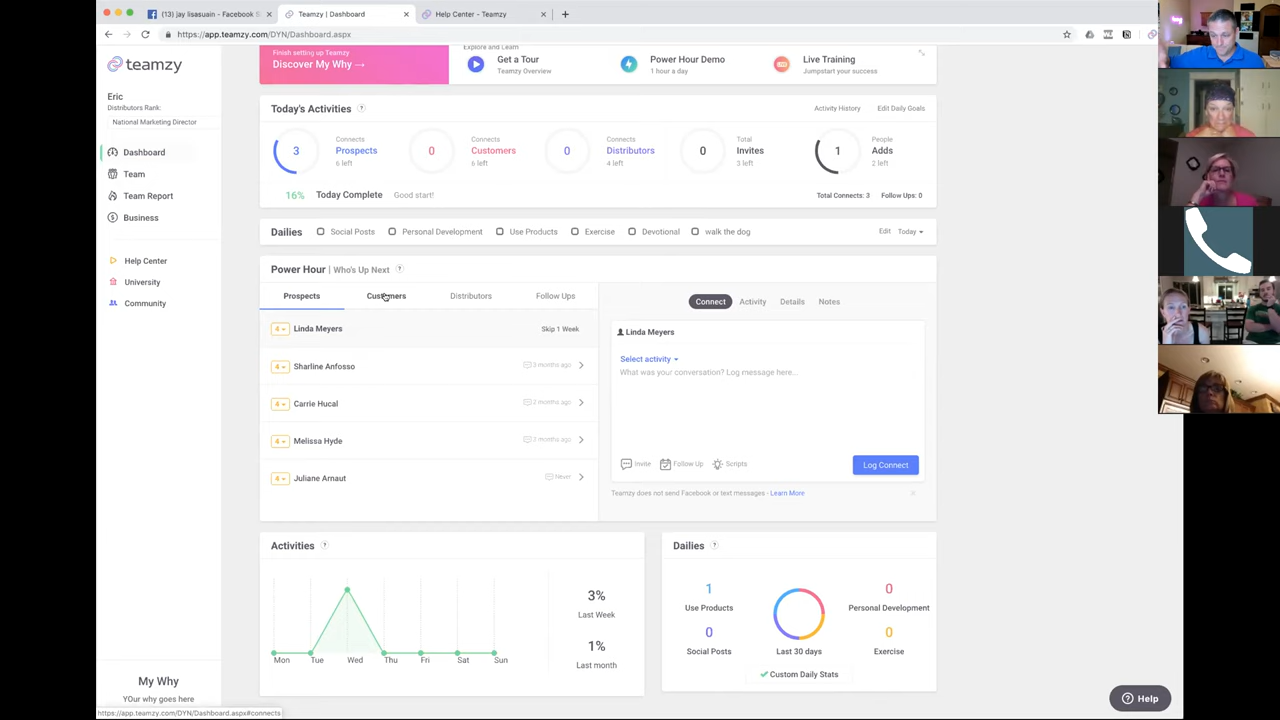 (13) jay lisasuain - Facebook S
Teamzy | Dashboard
Help Center - Teamzy
https://app.teamzy.com/DYN/Dashboard.aspx
teamzy
Eric
Distributors Rank:
National Marketing Director
Dashboard
Team
Team Report
Business
Help Center
University
Community
My Why
YOur why goes here
https://app.teamzy.com/DYN/Dashboard.aspx#connects
Finish setting up Teamzy
Discover My Why →
Explore and Learn
Get a Tour
Teamzy Overview
Power Hour Demo
1 hour a day
Live Training
Jumpstart your success
Today's Activities ?
Activity History
Edit Daily Goals
3
Connects
Prospects
6 left
0
Connects
Customers
6 left
0
Connects
Distributors
4 left
0
Total
Invites
3 left
1
People
Adds
2 left
16% Today Complete Good start!
Total Connects: 3 Follow Ups: 0
Dailies Social Posts Personal Development Use Products Exercise Devotional walk the dog Edit Today
Power Hour | Who's Up Next ?
Prospects Customers Distributors Follow Ups
4 Linda Meyers Skip 1 Week
4 Sharline Anfosso 3 months ago
4 Carrie Hucal 2 months ago
4 Melissa Hyde 3 months ago
4 Juliane Arnaut Never
Connect Activity Details Notes
Linda Meyers
Select activity
What was your conversation? Log message here...
Invite Follow Up Scripts
Log Connect
Teamzy does not send Facebook or text messages - Learn More
Activities ?
Mon Tue Wed Thu Fri Sat Sun
3%
Last Week
1%
Last month
Dailies ?
1
Use Products
0
Social Posts
Last 30 days
0
Personal Development
0
Exercise
Custom Daily Stats
? Help